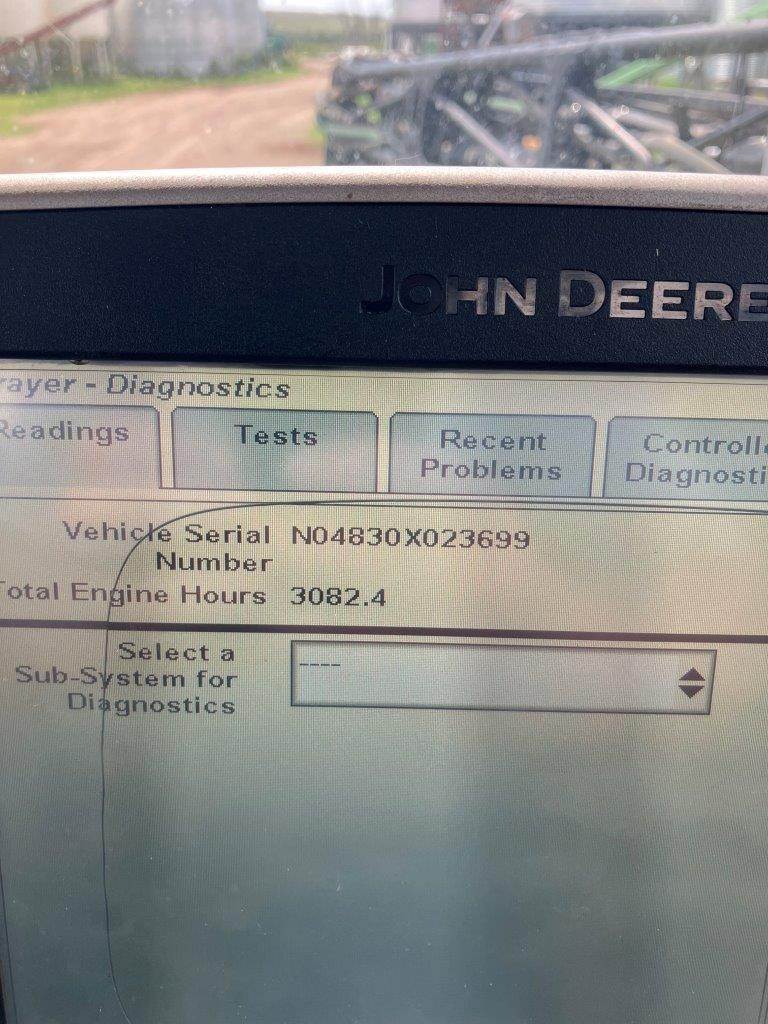 JOHN DEERE
rayer - Diagnostics
Readings
Tests
Recent
Problems
Controlle
Diagnosti
Vehicle Serial N04830X023699
Number
Total Engine Hours 3082.4
Select a
Sub-System for
Diagnostics
----